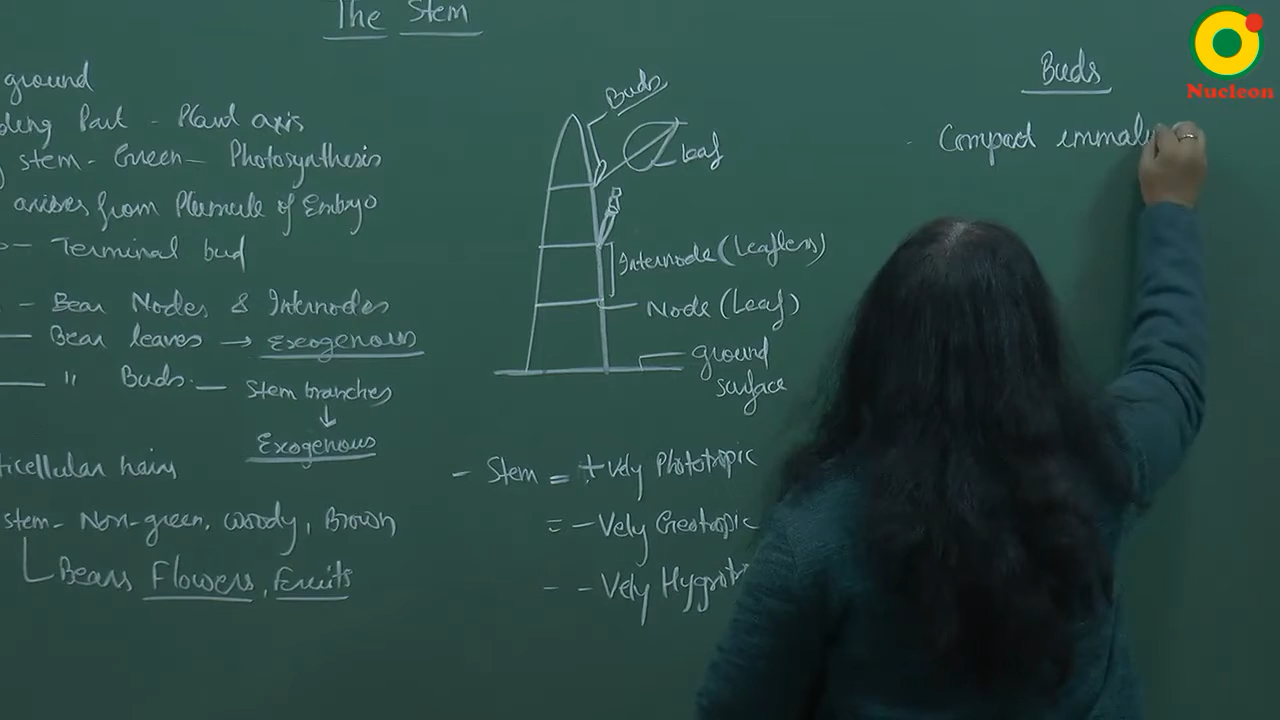 The Stem
ground
Part - Plant axis
stem - Green - Photosynthesis
arises from Plumule of Embryo
- Terminal bud
- Bear Nodes & Internodes
— Bear leaves → Exogenous
— " Buds — Stem branches
↓
Exogenous
hairs
stem - Non-green, woody, Brown
Bears Flowers, Fruits
Buds
Leaf
Internode (Leafless)
Node (Leaf)
ground
surface
- Stem = +vely Phototropic
= -Vely Geotropic
- -Vely
Buds
- Compact
Nucleon